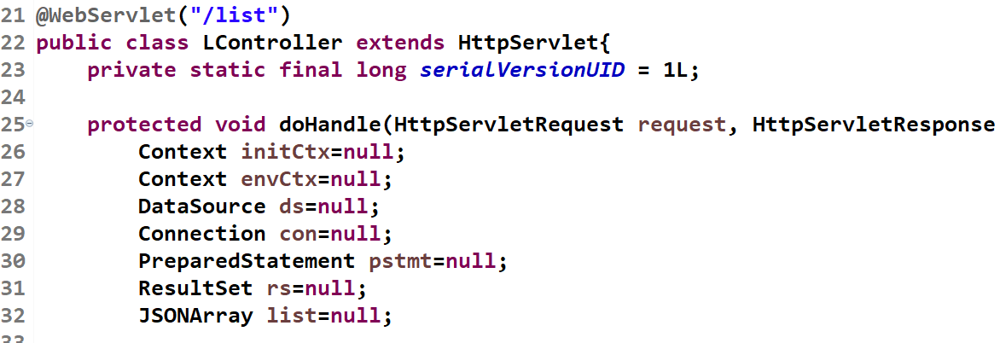 21 @WebServlet("/list")
22 public class LController extends HttpServlet{
23     private static final long serialVersionUID = 1L;
24
25     protected void doHandle(HttpServletRequest request, HttpServletResponse
26         Context initCtx=null;
27         Context envCtx=null;
28         DataSource ds=null;
29         Connection con=null;
30         PreparedStatement pstmt=null;
31         ResultSet rs=null;
32         JSONArray list=null;
33